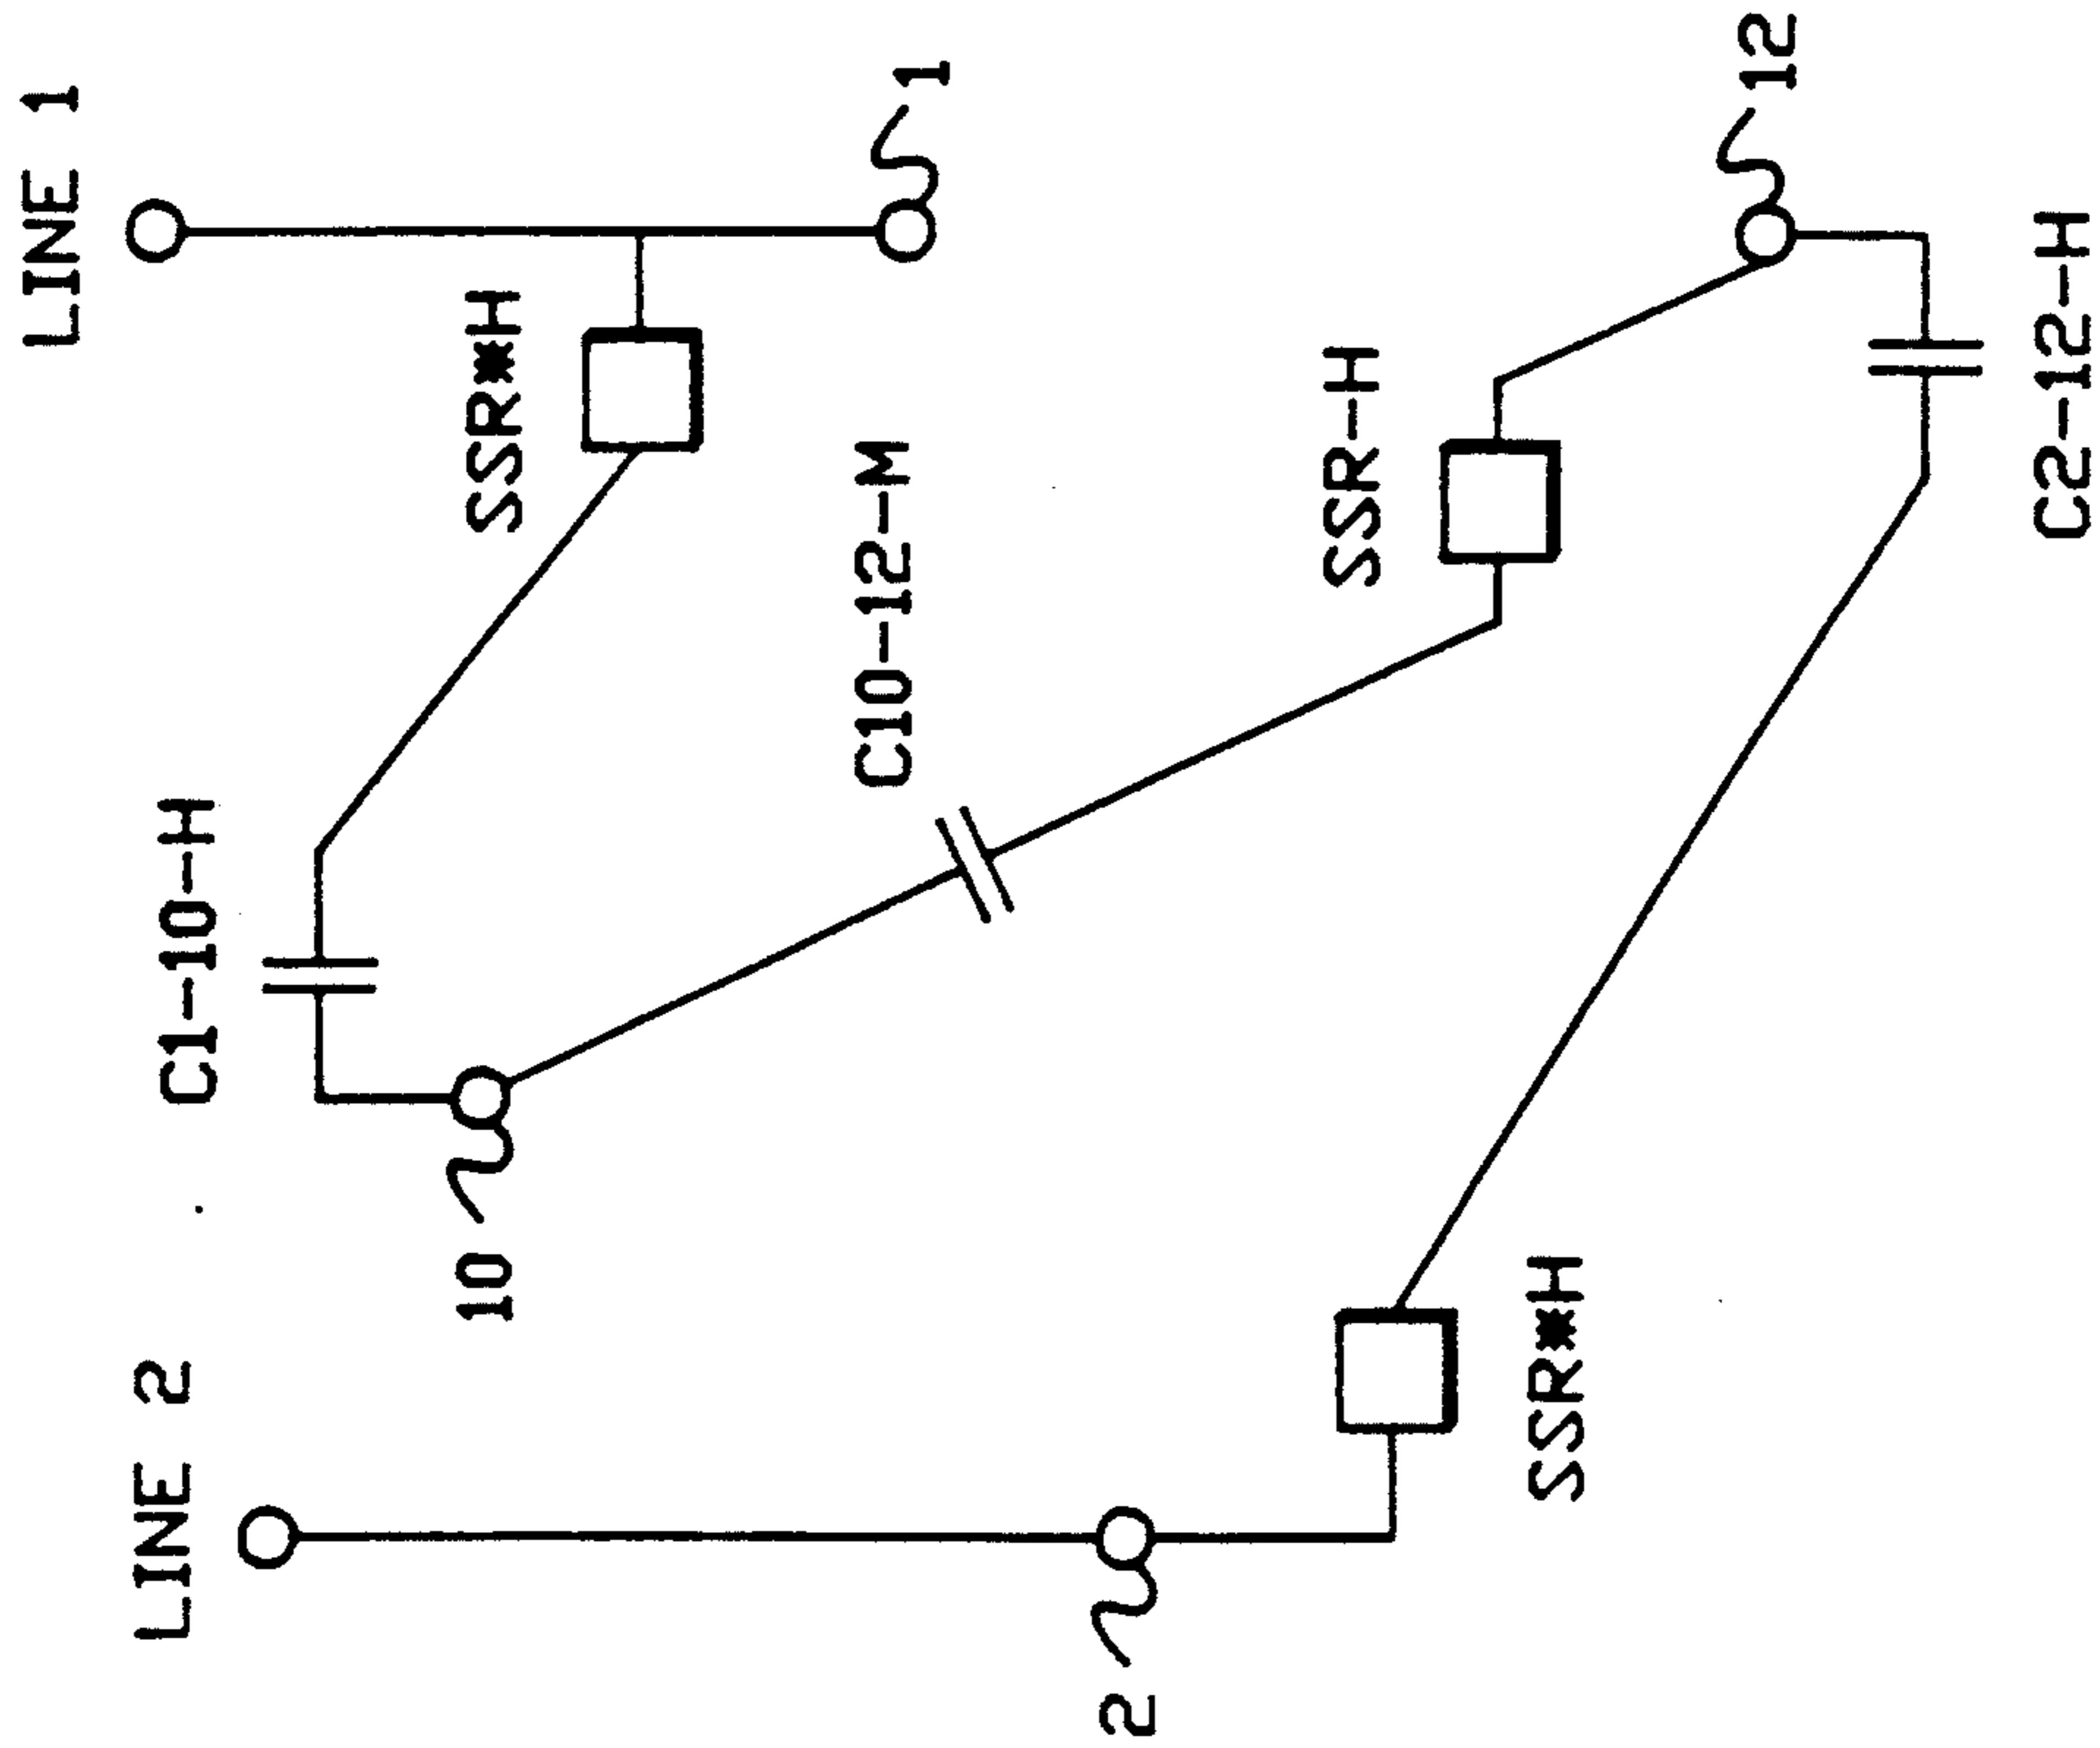 LINE 1
LINE 2
C1-10-H
SSR*H
1
10
C10-12-M
2
SSR-H
SSR*H
12
C2-12-H